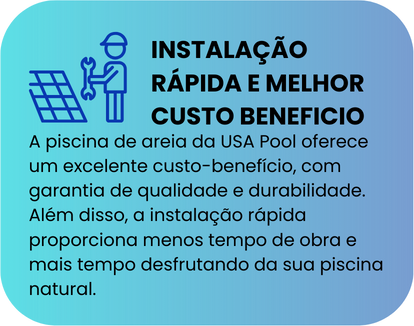 INSTALAÇÃO
RÁPIDA E MELHOR
CUSTO BENEFICIO
A piscina de areia da USA Pool oferece
um excelente custo-benefício, com
garantia de qualidade e durabilidade.
Além disso, a instalação rápida
proporciona menos tempo de obra e
mais tempo desfrutando da sua piscina
natural.